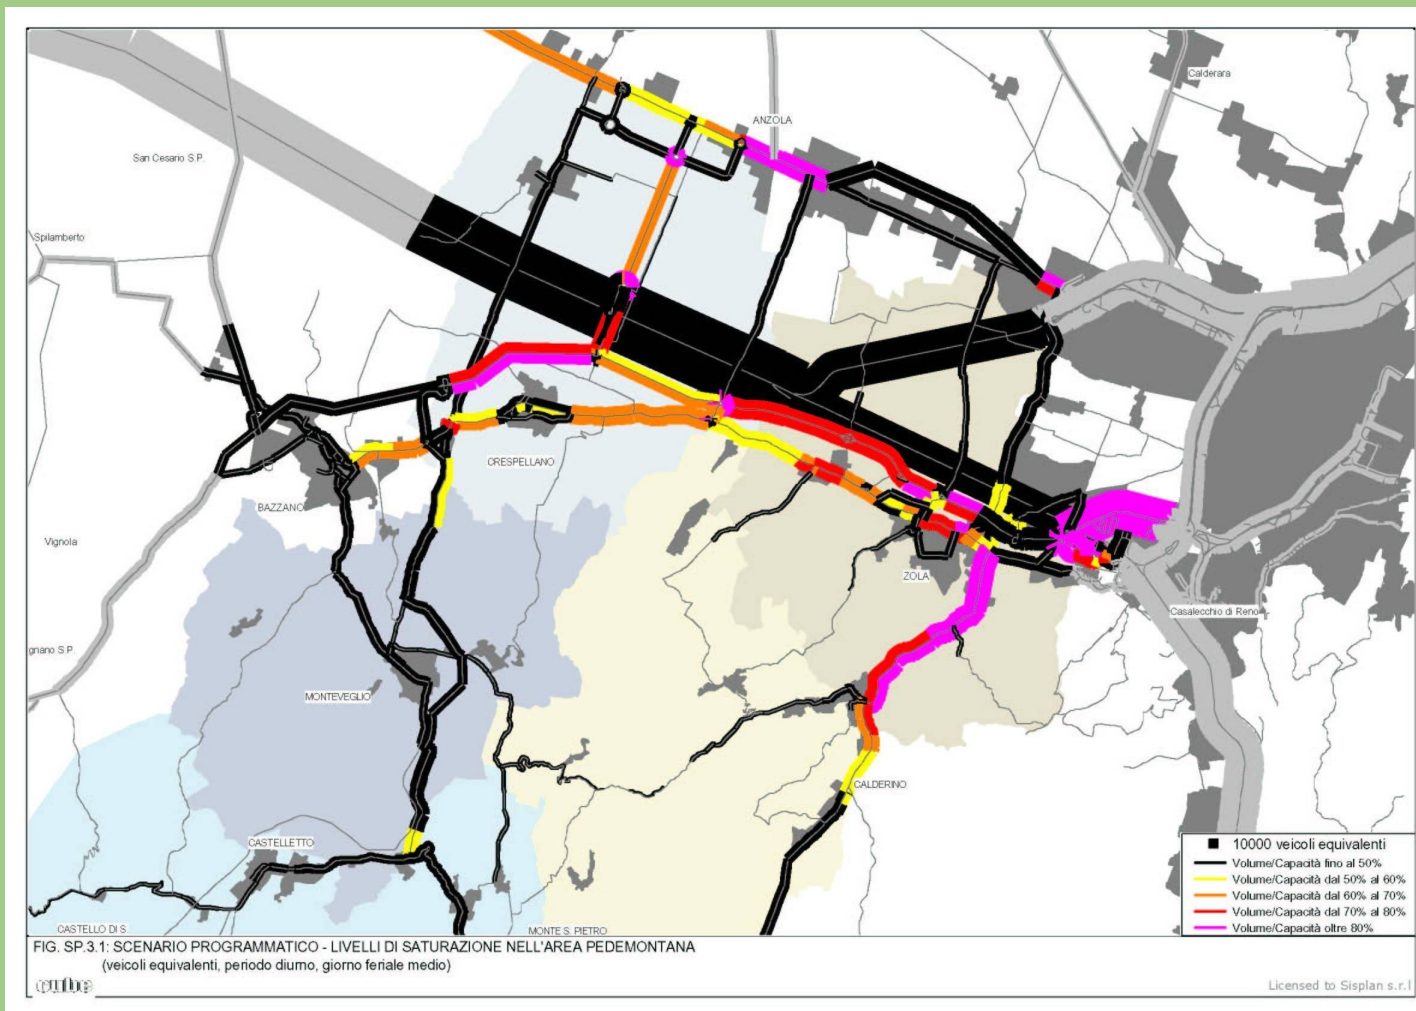 Calderara
ANZOLA
San Cesario S.P.
Spilamberto
CRESPELLANO
BAZZANO
Vignola
ZOLA
Casalecchio di Reno
gnano S.P.
MONTEVEGLIO
CALDERINO
CASTELLETTO
CASTELLO DI S.
MONTE S. PIETRO
10000 veicoli equivalenti
Volume/Capacità fino al 50%
Volume/Capacità dal 50% al 60%
Volume/Capacità dal 60% al 70%
Volume/Capacità dal 70% al 80%
Volume/Capacità oltre 80%
FIG. SP.3.1: SCENARIO PROGRAMMATICO - LIVELLI DI SATURAZIONE NELL'AREA PEDEMONTANA
(veicoli equivalenti, periodo diurno, giorno feriale medio)
cube
Licensed to Sisplan s.r.l